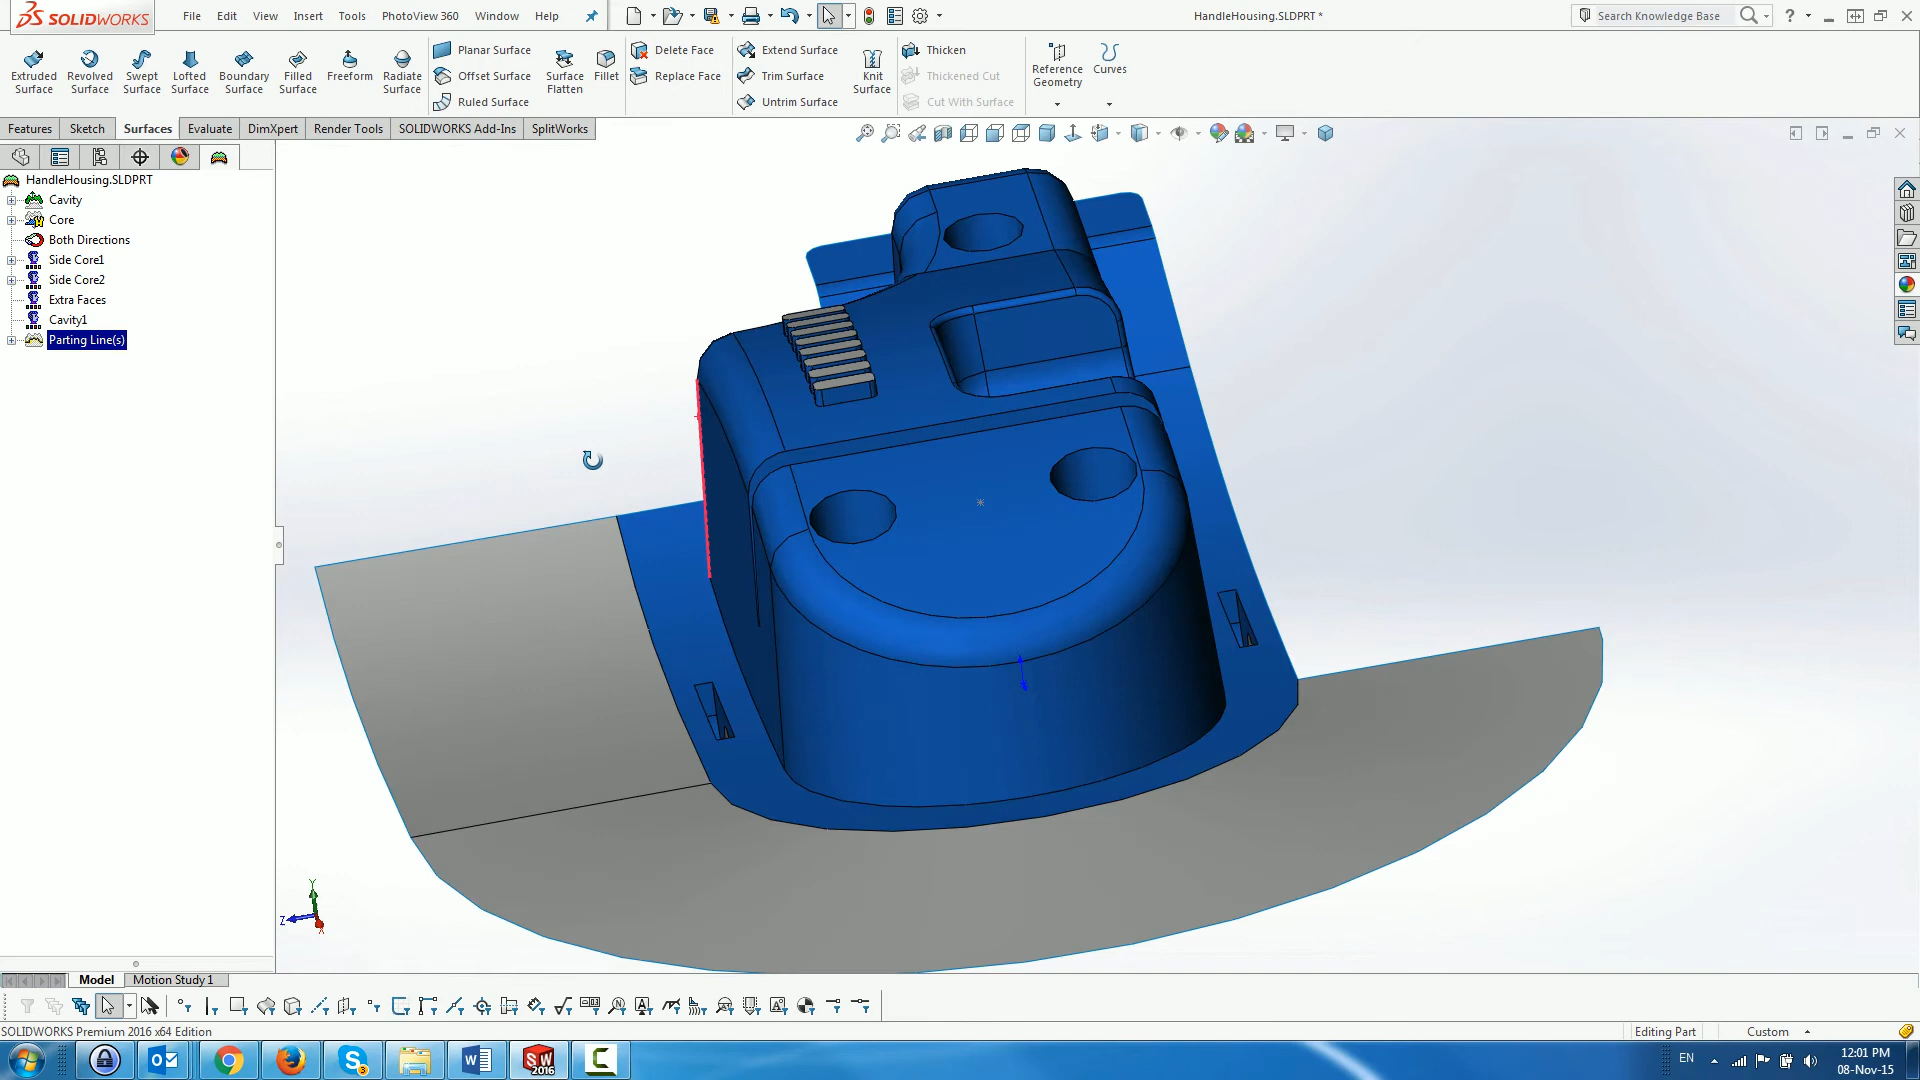 SOLIDWORKS File Edit View Insert Tools PhotoView 360 Window Help HandleHousing.SLDPRT * Search Knowledge Base ?
Extruded Surface
Revolved Surface
Swept Surface
Lofted Surface
Boundary Surface
Filled Surface
Freeform
Radiate Surface
Planar Surface
Offset Surface
Ruled Surface
Surface Flatten
Fillet
Delete Face
Replace Face
Extend Surface
Trim Surface
Untrim Surface
Knit Surface
Thicken
Thickened Cut
Cut With Surface
Reference Geometry
Curves
Features Sketch Surfaces Evaluate DimXpert Render Tools SOLIDWORKS Add-Ins SplitWorks
HandleHousing.SLDPRT
Cavity
Core
Both Directions
Side Core1
Side Core2
Extra Faces
Cavity1
Parting Line(s)
Y
Z
X
Model Motion Study 1
SOLIDWORKS Premium 2016 x64 Edition Editing Part Custom
EN 12:01 PM
08-Nov-15
SW
2016